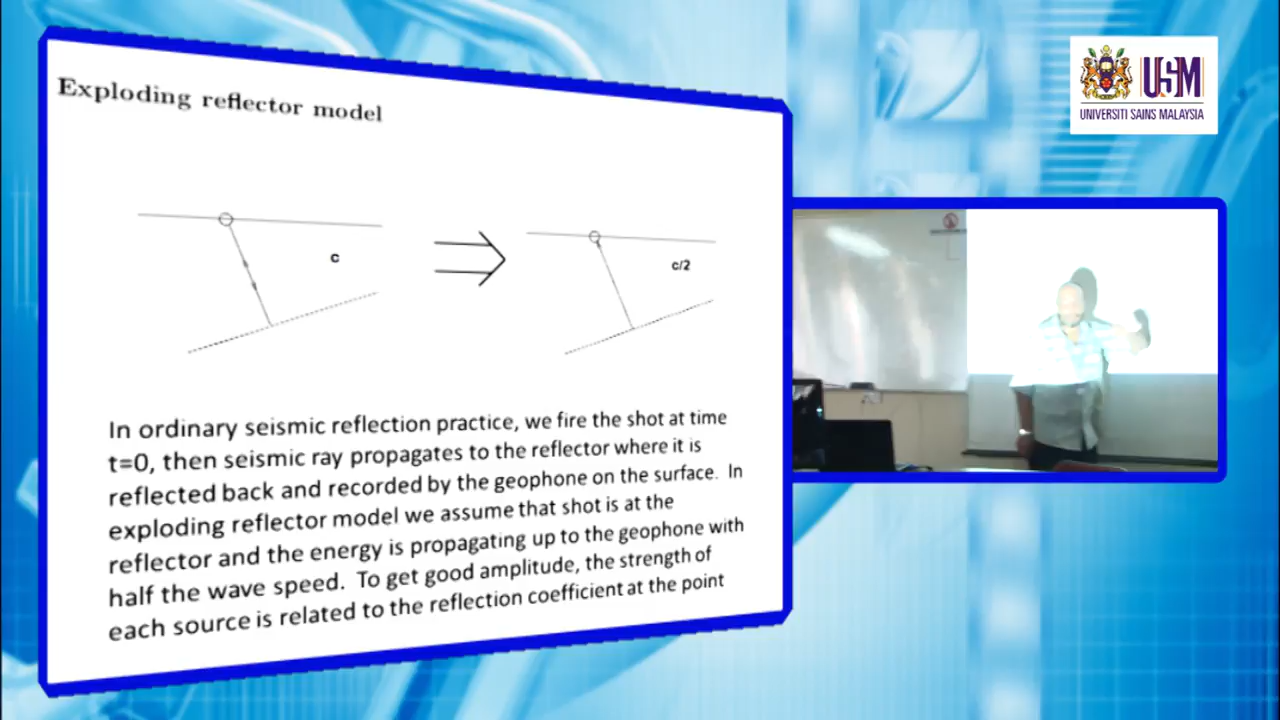 Exploding reflector model
c
c/2
In ordinary seismic reflection practice, we fire the shot at time
t=0, then seismic ray propagates to the reflector where it is
reflected back and recorded by the geophone on the surface. In
exploding reflector model we assume that shot is at the
reflector and the energy is propagating up to the geophone with
half the wave speed. To get good amplitude, the strength of
each source is related to the reflection coefficient at the point
USM
UNIVERSITI SAINS MALAYSIA